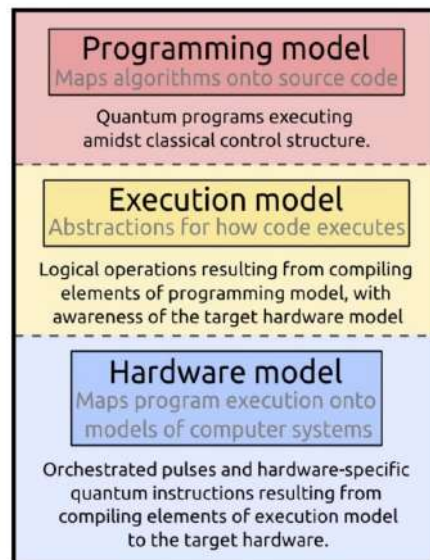 Programming model
Maps algorithms onto source code
Quantum programs executing
amidst classical control structure.
Execution model
Abstractions for how code executes
Logical operations resulting from compiling
elements of programming model, with
awareness of the target hardware model
Hardware model
Maps program execution onto
models of computer systems
Orchestrated pulses and hardware-specific
quantum instructions resulting from
compiling elements of execution model
to the target hardware.